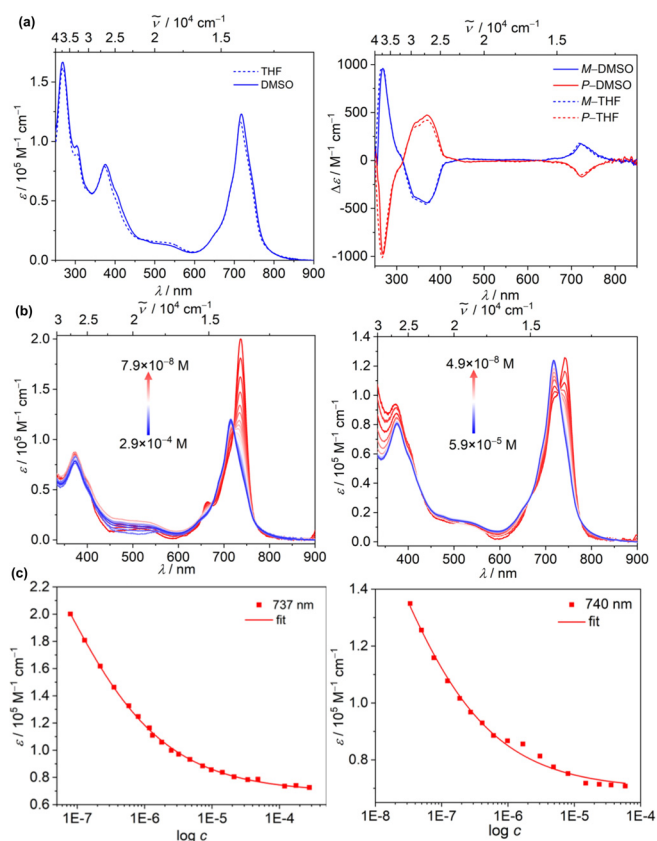 (a)
ṽ / 10⁴ cm⁻¹
4 3.5 3 2.5 2 1.5
ε / 10⁵ M⁻¹ cm⁻¹
1.5
1.0
0.5
0.0
THF
DMSO
300 400 500 600 700 800 900
λ / nm
ṽ / 10⁴ cm⁻¹
4 3.5 3 2.5 2 1.5
Δε / M⁻¹ cm⁻¹
1000
500
0
-500
-1000
M–DMSO
P–DMSO
M–THF
P–THF
300 400 500 600 700 800
λ / nm
(b)
ṽ / 10⁴ cm⁻¹
3 2.5 2 1.5
ε / 10⁵ M⁻¹ cm⁻¹
2.0
1.5
1.0
0.5
0.0
7.9×10⁻⁸ M
2.9×10⁻⁴ M
400 500 600 700 800 900
λ / nm
ṽ / 10⁴ cm⁻¹
3 2.5 2 1.5
ε / 10⁵ M⁻¹ cm⁻¹
1.5
1.0
0.5
0.0
4.9×10⁻⁸ M
5.9×10⁻⁵ M
400 500 600 700 800 900
λ / nm
(c)
ε / 10⁵ M⁻¹ cm⁻¹
2.2
2.0
1.8
1.6
1.4
1.2
1.0
0.8
0.6
737 nm
fit
1E-7 1E-6 1E-5 1E-4
log c
ε / 10⁵ M⁻¹ cm⁻¹
1.4
1.2
1.0
0.8
740 nm
fit
1E-8 1E-7 1E-6 1E-5 1E-4
log c